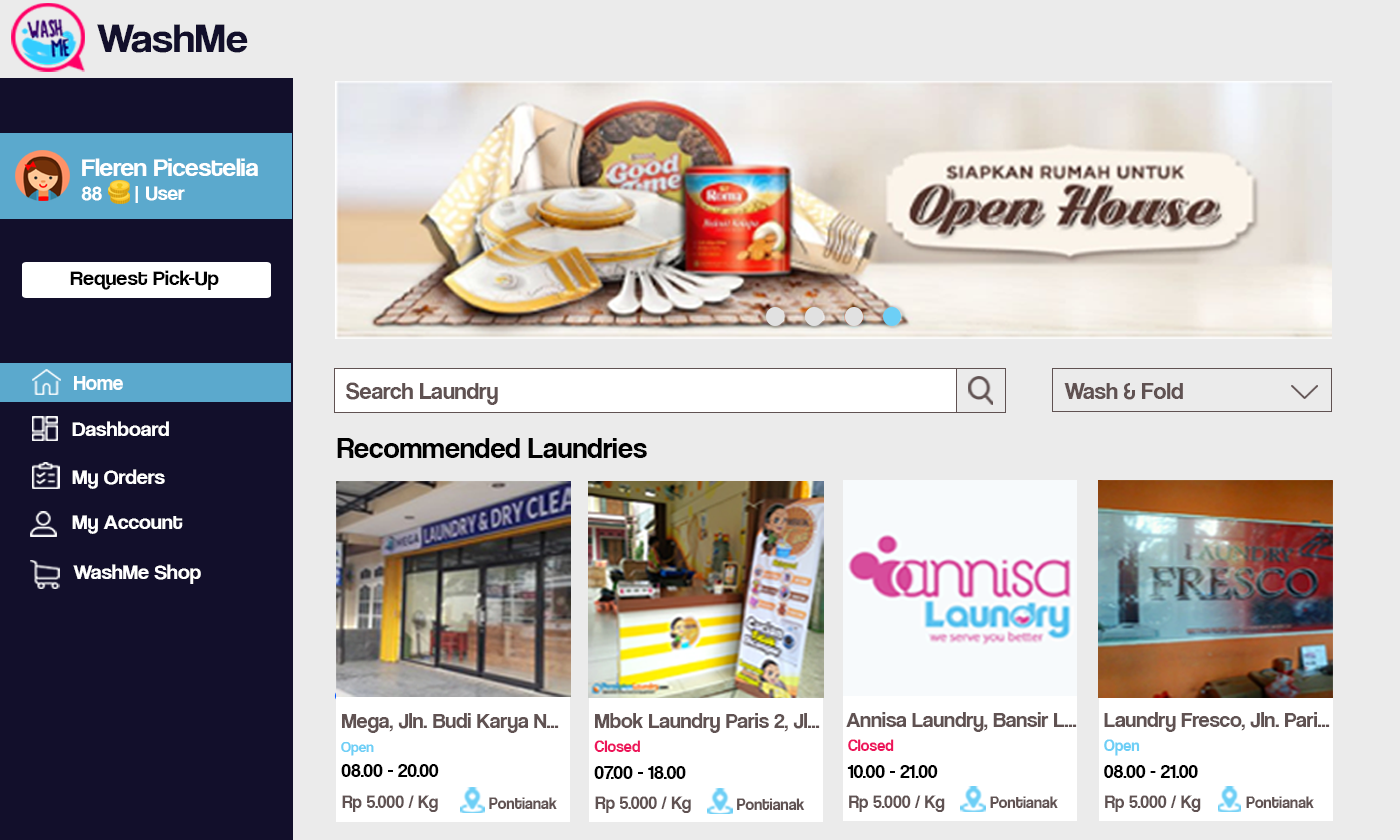 WASH
ME
WashMe
Fleren Picestelia
88 | User
Request Pick-Up
Home
Dashboard
My Orders
My Account
WashMe Shop
Good
Time
Roma
SIAPKAN RUMAH UNTUK
Open House
Search Laundry
Wash & Fold
Recommended Laundries
MEGA LAUNDRY & DRY CLEA
annisa
Laundry
we serve you better
LAUNDRY
FRESCO
Mega, Jln. Budi Karya N...
Open
08.00 - 20.00
Rp 5.000 / Kg
Pontianak
Mbok Laundry Paris 2, Jl...
Closed
07.00 - 18.00
Rp 5.000 / Kg
Pontianak
Annisa Laundry, Bansir L...
Closed
10.00 - 21.00
Rp 5.000 / Kg
Pontianak
Laundry Fresco, Jln. Pari...
Open
08.00 - 21.00
Rp 5.000 / Kg
Pontianak